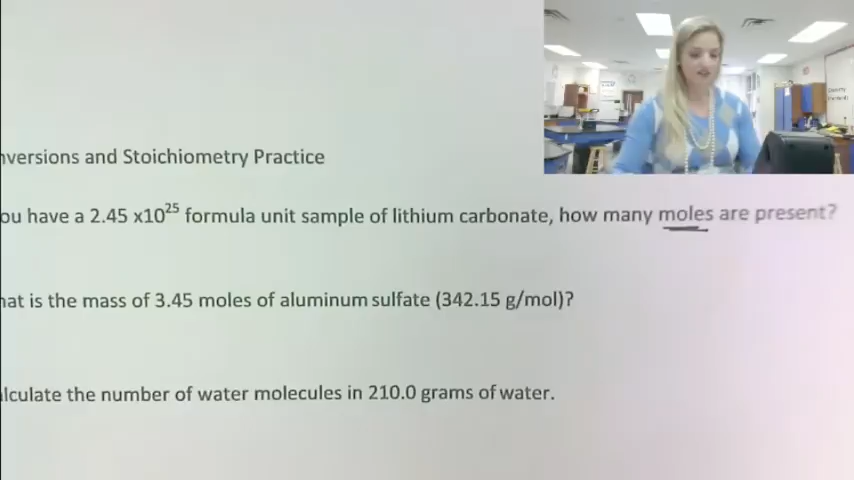 nversions and Stoichiometry Practice
ou have a 2.45 x10²⁵ formula unit sample of lithium carbonate, how many moles are present?
hat is the mass of 3.45 moles of aluminum sulfate (342.15 g/mol)?
alculate the number of water molecules in 210.0 grams of water.